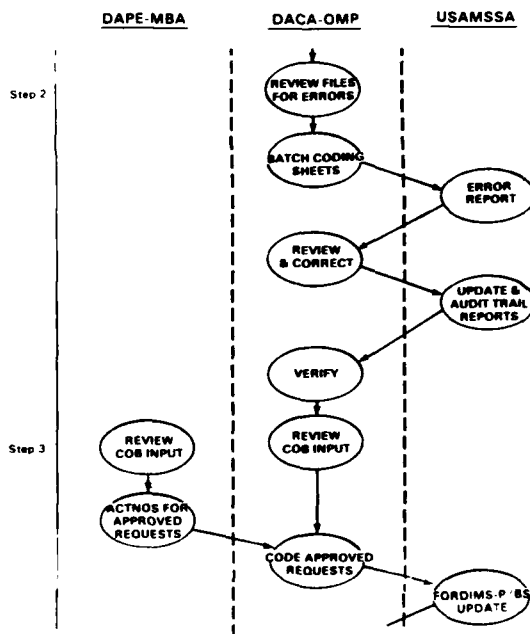 DAPE-MBA
DACA-OMP
USAMSSA
Step 2
REVIEW FILES
FOR ERRORS
BATCH CODING
SHEETS
ERROR
REPORT
REVIEW
& CORRECT
UPDATE &
AUDIT TRAIL
REPORTS
VERIFY
Step 3
REVIEW
COB INPUT
REVIEW
COB INPUT
ACTNOS FOR
APPROVED
REQUESTS
CODE APPROVED
REQUESTS
UPDATE